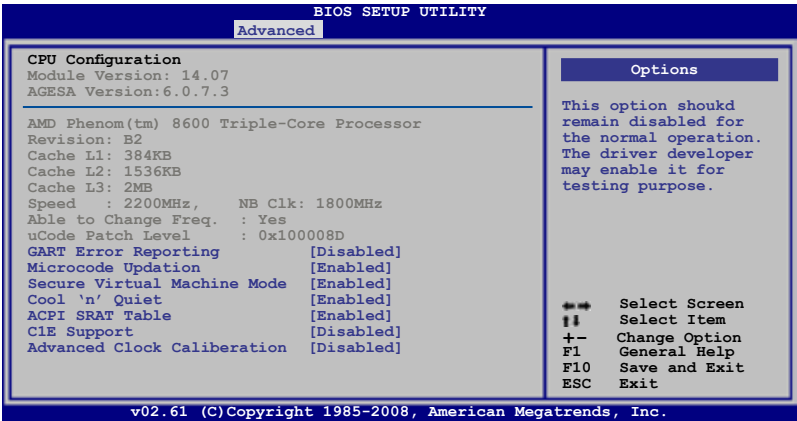 BIOS SETUP UTILITY
Advanced
CPU Configuration
Module Version: 14.07
AGESA Version:6.0.7.3
AMD Phenom(tm) 8600 Triple-Core Processor
Revision: B2
Cache L1: 384KB
Cache L2: 1536KB
Cache L3: 2MB
Speed : 2200MHz, NB Clk: 1800MHz
Able to Change Freq. : Yes
uCode Patch Level : 0x100008D
GART Error Reporting [Disabled]
Microcode Updation [Enabled]
Secure Virtual Machine Mode [Enabled]
Cool ‘n’ Quiet [Enabled]
ACPI SRAT Table [Enabled]
C1E Support [Disabled]
Advanced Clock Caliberation [Disabled]
Options
This option shoukd
remain disabled for
the normal operation.
The driver developer
may enable it for
testing purpose.
Select Screen
Select Item
+- Change Option
F1 General Help
F10 Save and Exit
ESC Exit
v02.61 (C)Copyright 1985-2008, American Megatrends, Inc.